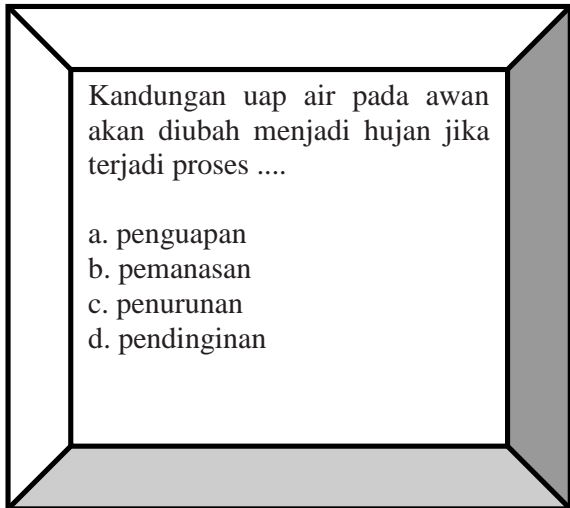 Kandungan uap air pada awan
akan diubah menjadi hujan jika
terjadi proses ....
a. penguapan
b. pemanasan
c. penurunan
d. pendinginan